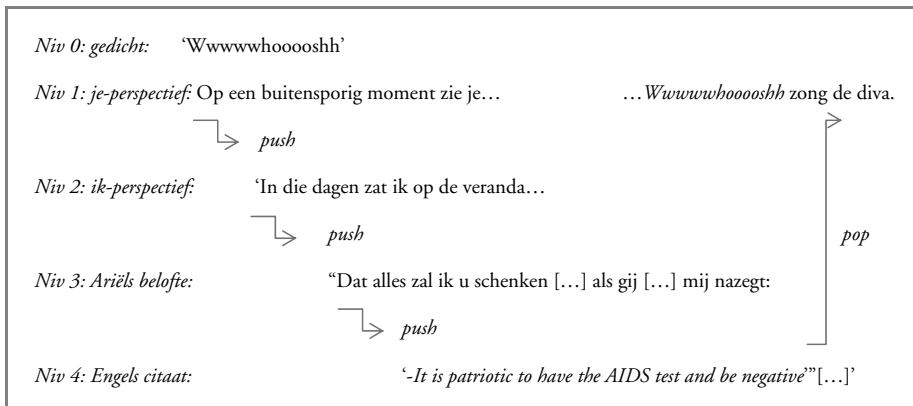 Niv 0: gedicht: ‘Wwwwwhooooshh’
Niv 1: je-perspectief: Op een buitensporig moment zie je… …Wwwwwhooooshh zong de diva.
push
Niv 2: ik-perspectief: ‘In die dagen zat ik op de veranda…
push
pop
Niv 3: Ariëls belofte: “Dat alles zal ik u schenken […] als gij […] mij nazegt:
push
Niv 4: Engels citaat: ‘-It is patriotic to have the AIDS test and be negative’”[…]’